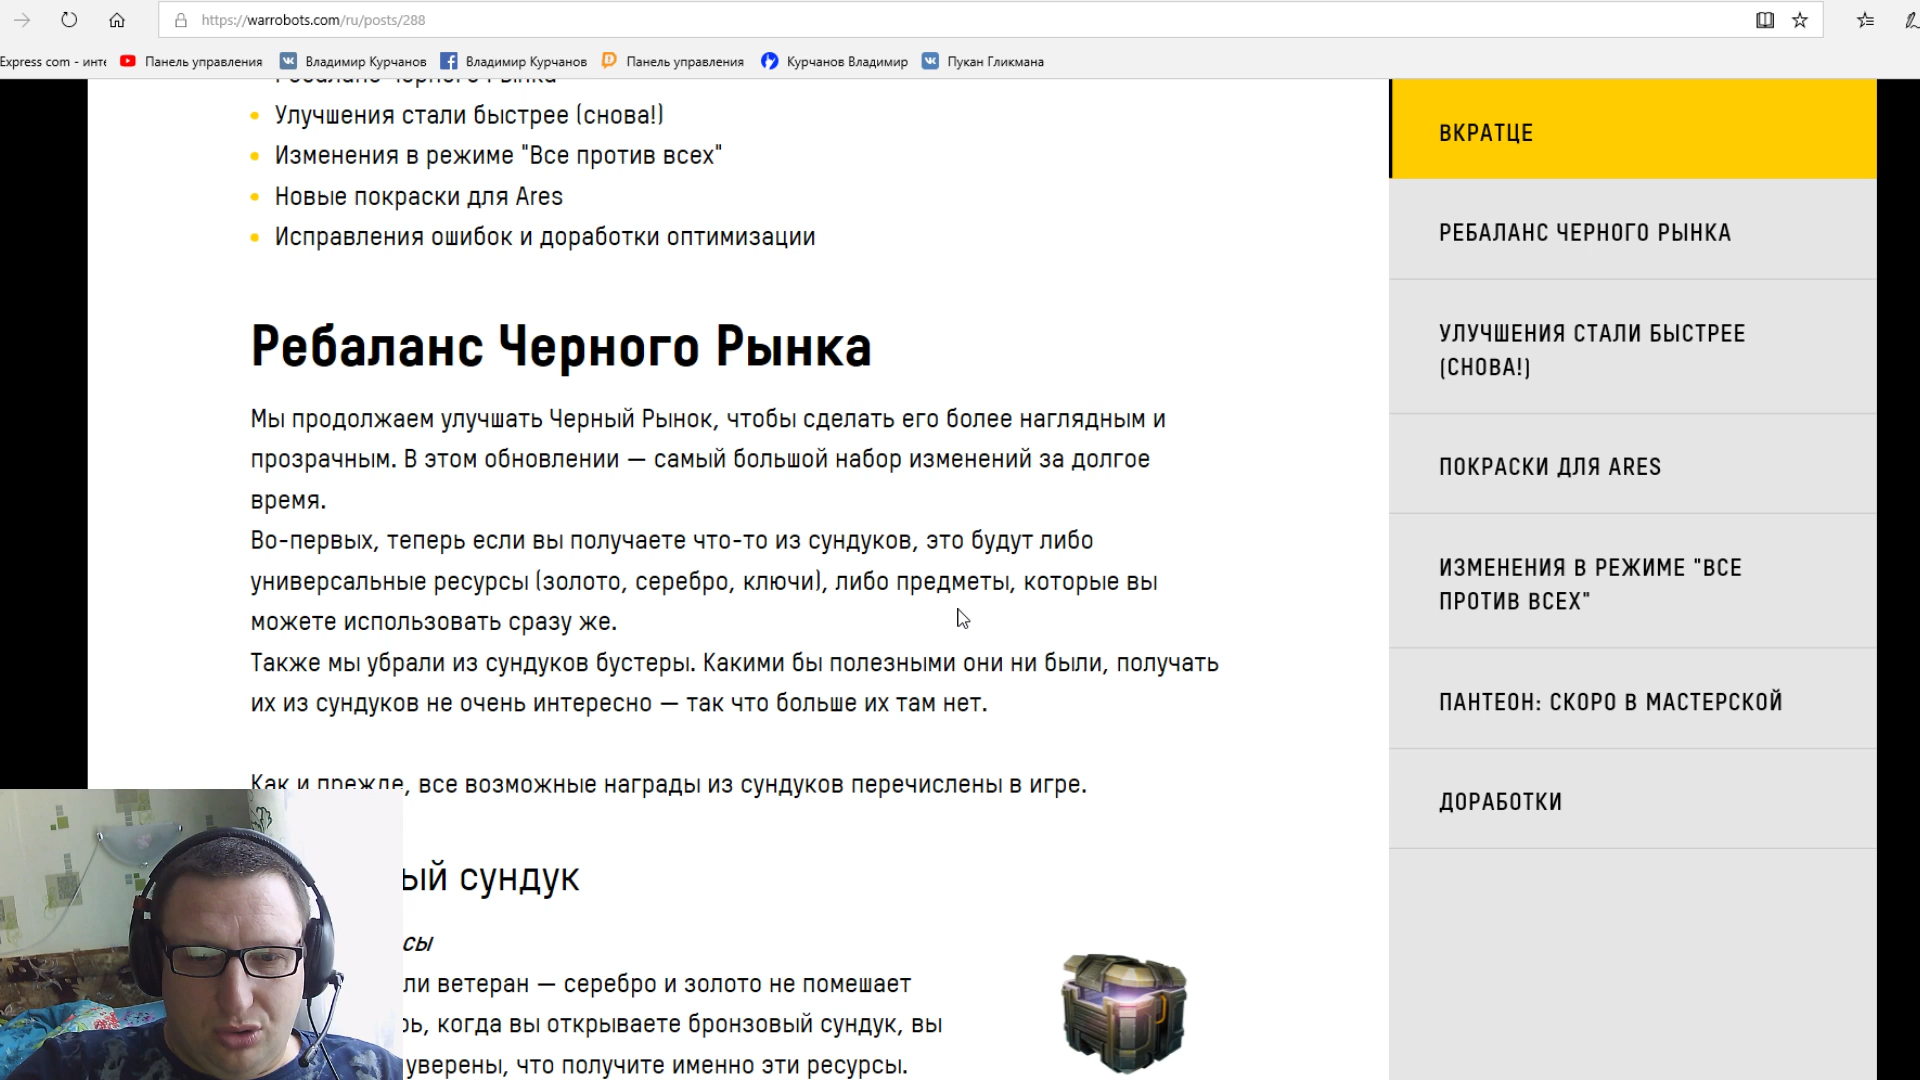 https://warrobots.com/ru/posts/288
Express com - инте
Панель управления
Владимир Курчанов
Владимир Курчанов
Панель управления
Курчанов Владимир
Пукан Гликмана
Ребаланс Черного Рынка
Улучшения стали быстрее (снова!)
Изменения в режиме "Все против всех"
Новые покраски для Ares
Исправления ошибок и доработки оптимизации
Ребаланс Черного Рынка
Мы продолжаем улучшать Черный Рынок, чтобы сделать его более наглядным и
прозрачным. В этом обновлении — самый большой набор изменений за долгое
время.
Во-первых, теперь если вы получаете что-то из сундуков, это будут либо
универсальные ресурсы (золото, серебро, ключи), либо предметы, которые вы
можете использовать сразу же.
Также мы убрали из сундуков бустеры. Какими бы полезными они ни были, получать
их из сундуков не очень интересно — так что больше их там нет.
Как и прежде, все возможные награды из сундуков перечислены в игре.
ый сундук
сы
ли ветеран — серебро и золото не помешает
рь, когда вы открываете бронзовый сундук, вы
уверены, что получите именно эти ресурсы.
ВКРАТЦЕ
РЕБАЛАНС ЧЕРНОГО РЫНКА
УЛУЧШЕНИЯ СТАЛИ БЫСТРЕЕ
(СНОВА!)
ПОКРАСКИ ДЛЯ ARES
ИЗМЕНЕНИЯ В РЕЖИМЕ "ВСЕ
ПРОТИВ ВСЕХ"
ПАНТЕОН: СКОРО В МАСТЕРСКОЙ
ДОРАБОТКИ